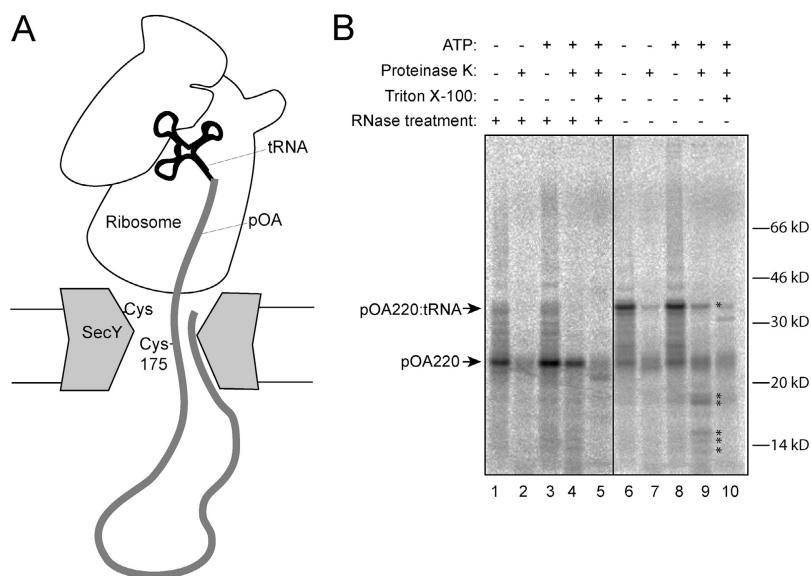 A
tRNA
Ribosome
pOA
Cys
SecY
Cys-
175
B
ATP: - - + + + - - + + +
Proteinase K: - + - + + - + - + +
Triton X-100: - - - - + - - - - +
RNase treatment: + + + + + - - - - -
66 kD
46 kD
pOA220:tRNA
*
30 kD
pOA220
20 kD
*
*
*
*
*
14 kD
1 2 3 4 5 6 7 8 9 10